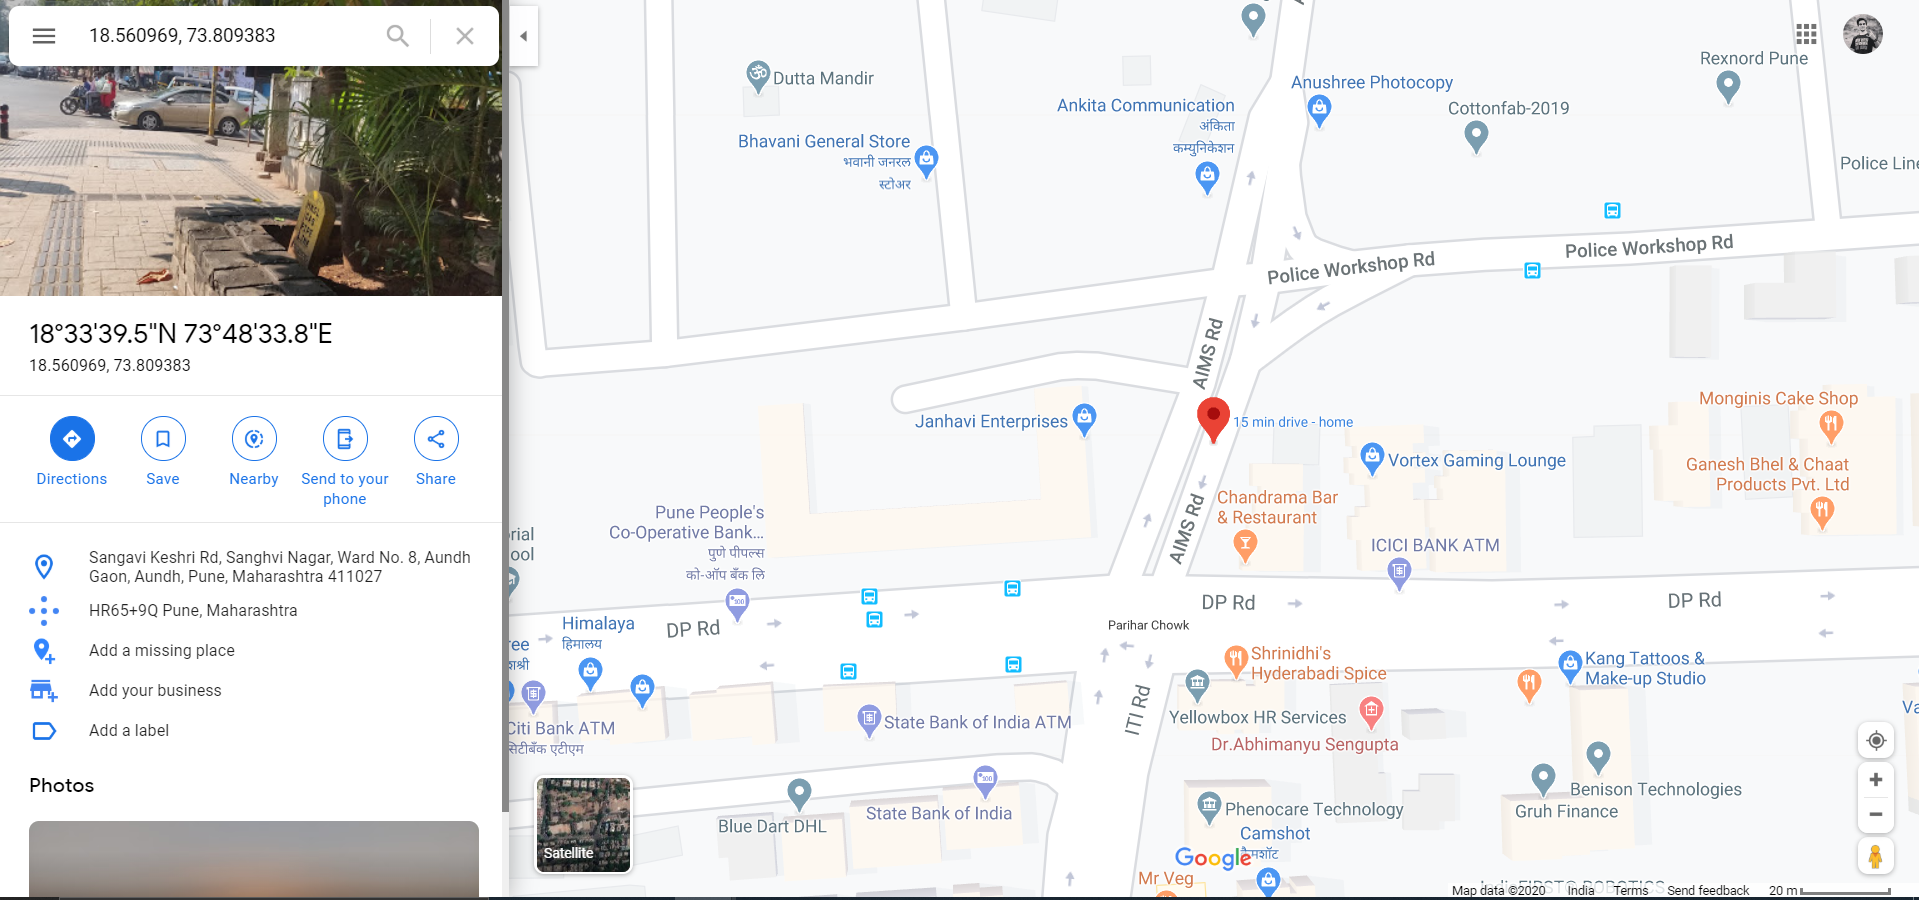 18.560969, 73.809383
18°33'39.5"N 73°48'33.8"E
18.560969, 73.809383
Directions
Save
Nearby
Send to your
phone
Share
Sangavi Keshri Rd, Sanghvi Nagar, Ward No. 8, Aundh
Gaon, Aundh, Pune, Maharashtra 411027
HR65+9Q Pune, Maharashtra
Add a missing place
Add your business
Add a label
Photos
Dutta Mandir
Bhavani General Store
भवानी जनरल
स्टोअर
Ankita Communication
अंकिता
कम्युनिकेशन
Anushree Photocopy
Cottonfab-2019
Rexnord Pune
Police Line
Police Workshop Rd
Police Workshop Rd
AIMS Rd
Janhavi Enterprises
15 min drive - home
Vortex Gaming Lounge
Monginis Cake Shop
Ganesh Bhel & Chaat
Products Pvt. Ltd
Chandrama Bar
& Restaurant
AIMS Rd
ICICI BANK ATM
Pune People's
Co-Operative Bank...
पुणे पीपल्स
को-ऑप बँक लि
rial
ool
DP Rd
DP Rd
DP Rd
Himalaya
हिमालय
ree
शश्री
Parihar Chowk
Shrinidhi's
Hyderabadi Spice
Kang Tattoos &
Make-up Studio
ITI Rd
Yellowbox HR Services
Dr.Abhimanyu Sengupta
Citi Bank ATM
सिटीबँक एटीएम
State Bank of India ATM
Va
State Bank of India
Blue Dart DHL
Phenocare Technology
Camshot
कैमशॉट
Benison Technologies
Gruh Finance
Satellite
Google
Mr Veg
IndiaFIRST ROBOTICS
Map data ©2020 India Terms Send feedback 20 m